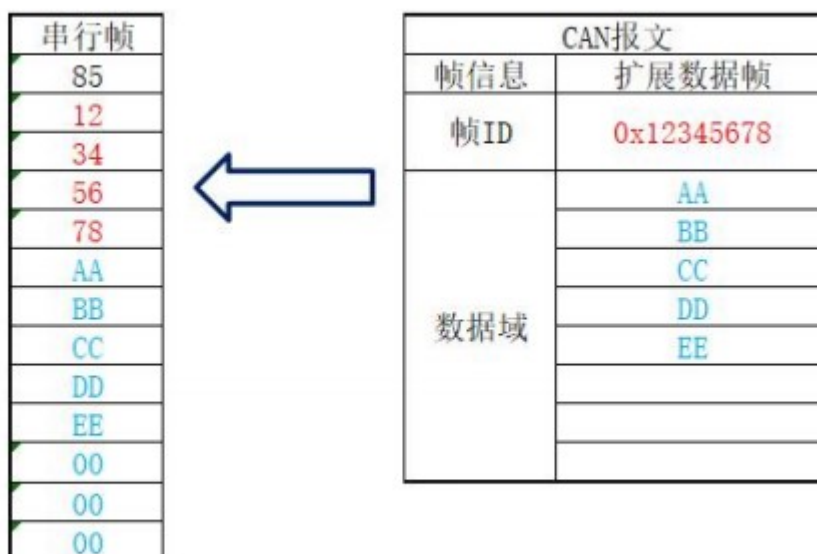 串行帧
85
12
34
56
78
AA
BB
CC
DD
EE
00
00
00
CAN报文
帧信息 扩展数据帧
帧ID 0x12345678
数据域
AA
BB
CC
DD
EE